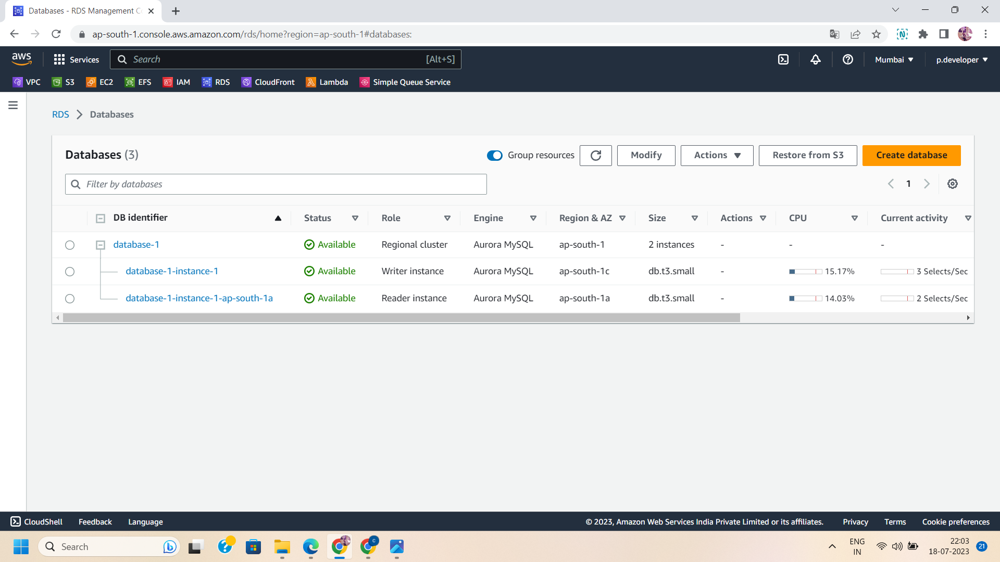 Databases - RDS Management C
ap-south-1.console.aws.amazon.com/rds/home?region=ap-south-1#databases:
aws Services Search [Alt+S] Mumbai p.developer
VPC S3 EC2 EFS IAM RDS CloudFront Lambda Simple Queue Service
RDS Databases
Databases (3) Group resources Modify Actions Restore from S3 Create database
Filter by databases 1
DB identifier Status Role Engine Region & AZ Size Actions CPU Current activity
database-1 Available Regional cluster Aurora MySQL ap-south-1 2 instances - - -
database-1-instance-1 Available Writer instance Aurora MySQL ap-south-1c db.t3.small - 15.17% 3 Selects/Sec
database-1-instance-1-ap-south-1a Available Reader instance Aurora MySQL ap-south-1a db.t3.small - 14.03% 2 Selects/Sec
CloudShell Feedback Language © 2023, Amazon Web Services India Private Limited or its affiliates. Privacy Terms Cookie preferences
Search ENG 22:03
IN 18-07-2023 21